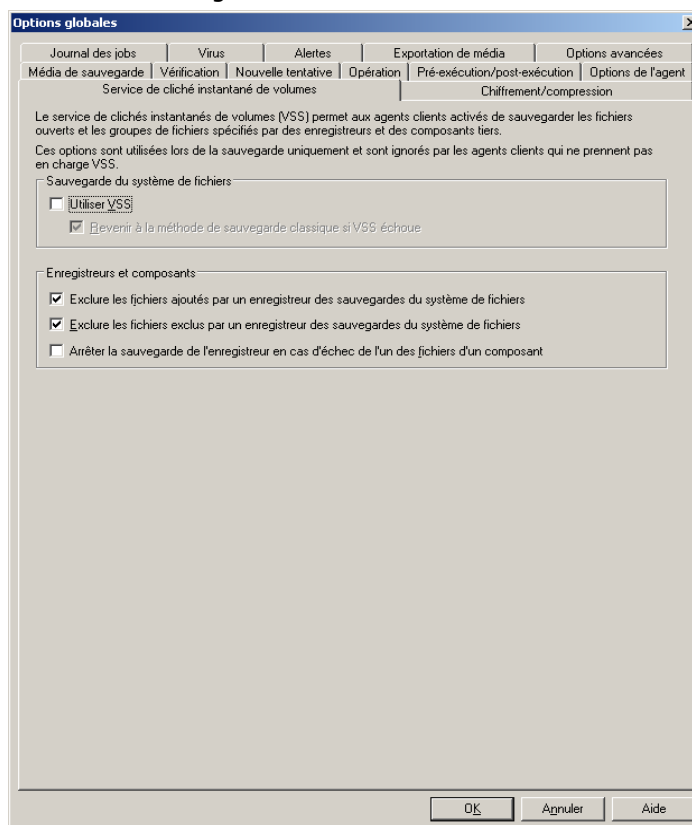 Options globales
Journal des jobs Virus Alertes Exportation de média Options avancées
Média de sauvegarde Vérification Nouvelle tentative Opération Pré-exécution/post-exécution Options de l'agent
Service de cliché instantané de volumes Chiffrement/compression
Le service de clichés instantanés de volumes (VSS) permet aux agents clients activés de sauvegarder les fichiers
ouverts et les groupes de fichiers spécifiés par des enregistreurs et des composants tiers.
Ces options sont utilisées lors de la sauvegarde uniquement et sont ignorés par les agents clients qui ne prennent pas
en charge VSS.
Sauvegarde du système de fichiers
Utiliser VSS
Revenir à la méthode de sauvegarde classique si VSS échoue
Enregistreurs et composants
Exclure les fichiers ajoutés par un enregistreur des sauvegardes du système de fichiers
Exclure les fichiers exclus par un enregistreur des sauvegardes du système de fichiers
Arrêter la sauvegarde de l'enregistreur en cas d'échec de l'un des fichiers d'un composant
OK Annuler Aide